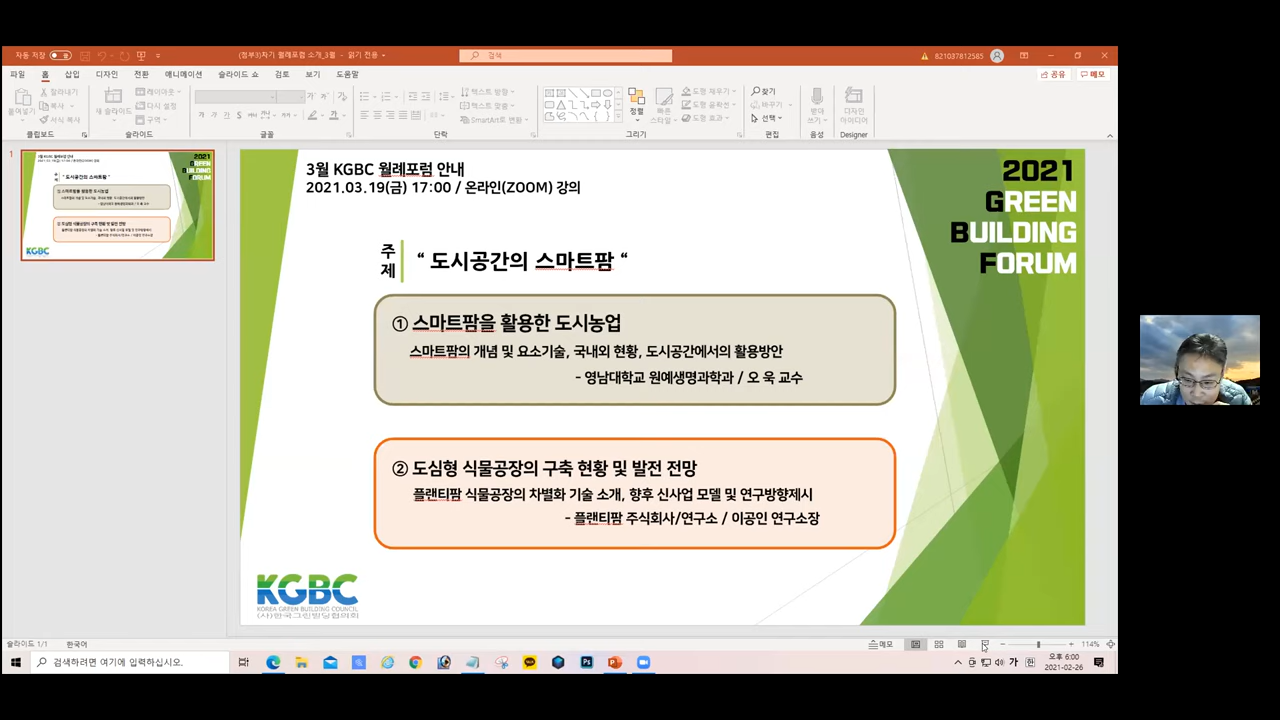 자동 저장
(첨부3)차기 월례포럼 소개_3월 - 읽기 전용
검색
821037812585
파일 홈 삽입 디자인 전환 애니메이션 슬라이드 쇼 검토 보기 도움말
공유 메모
붙여넣기
잘라내기
복사
서식 복사
클립보드
새 슬라이드
레이아웃
다시 설정
구역
슬라이드
글꼴
텍스트 방향
텍스트 맞춤
SmartArt로 변환
단락
정렬
빠른 스타일
도형 채우기
도형 윤곽선
도형 효과
그리기
찾기
바꾸기
선택
편집
받아쓰기
음성
디자인 아이디어
Designer
1
3월 KGBC 월례포럼 안내
2021.03.19(금) 17:00 / 온라인(ZOOM) 강의
2021
GREEN
BUILDING
FORUM
주제 “ 도시공간의 스마트팜 “
① 스마트팜을 활용한 도시농업
스마트팜의 개념 및 요소기술, 국내외 현황, 도시공간에서의 활용방안
- 영남대학교 원예생명과학과 / 오 욱 교수
② 도심형 식물공장의 구축 현황 및 발전 전망
플랜티팜 식물공장의 차별화 기술 소개, 향후 신사업 모델 및 연구방향제시
- 플랜티팜 주식회사/연구소 / 이공인 연구소장
KGBC
KOREA GREEN BUILDING COUNCIL
(사)한국그린빌딩협의회
슬라이드 1/1 한국어
메모
114%
검색하려면 여기에 입력하십시오.
가
오후 6:00
2021-02-26